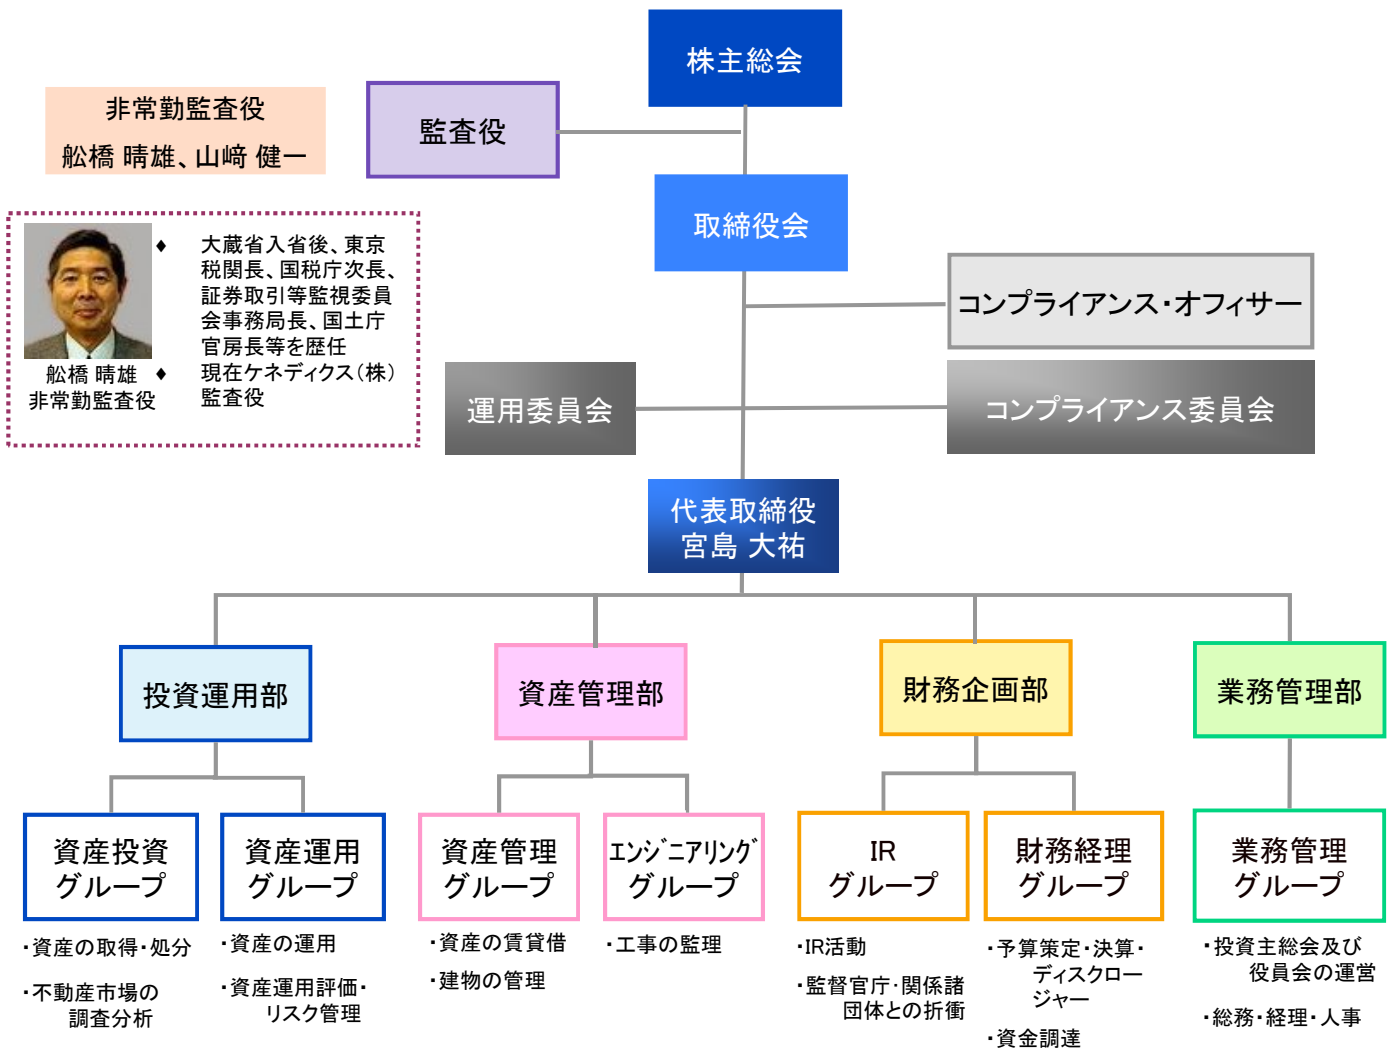 株主総会
監査役
非常勤監査役
舩橋 晴雄、山﨑 健一
取締役会
♦ 大蔵省入省後、東京
税関長、国税庁次長、
証券取引等監視委員
会事務局長、国土庁
官房長等を歴任
♦ 現在ケネディクス(株)
監査役
舩橋 晴雄
非常勤監査役
コンプライアンス・オフィサー
運用委員会
コンプライアンス委員会
代表取締役
宮島 大祐
投資運用部
資産管理部
財務企画部
業務管理部
資産投資
グループ
・資産の取得・処分
・不動産市場の
調査分析
資産運用
グループ
・資産の運用
・資産運用評価・
リスク管理
資産管理
グループ
・資産の賃貸借
・建物の管理
エンジニアリング
グループ
・工事の監理
IR
グループ
・IR活動
・監督官庁・関係諸
団体との折衝
財務経理
グループ
・予算策定・決算・
ディスクロー
ジャー
・資金調達
業務管理
グループ
・投資主総会及び
役員会の運営
・総務・経理・人事